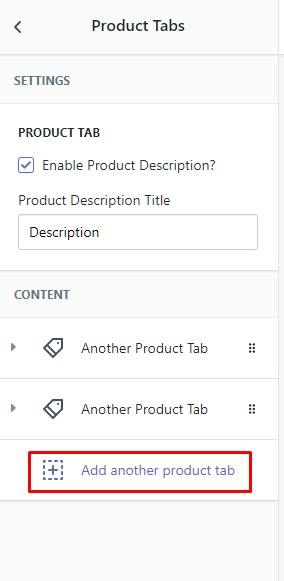 Product Tabs
SETTINGS
PRODUCT TAB
Enable Product Description?
Product Description Title
Description
CONTENT
Another Product Tab
Another Product Tab
Add another product tab